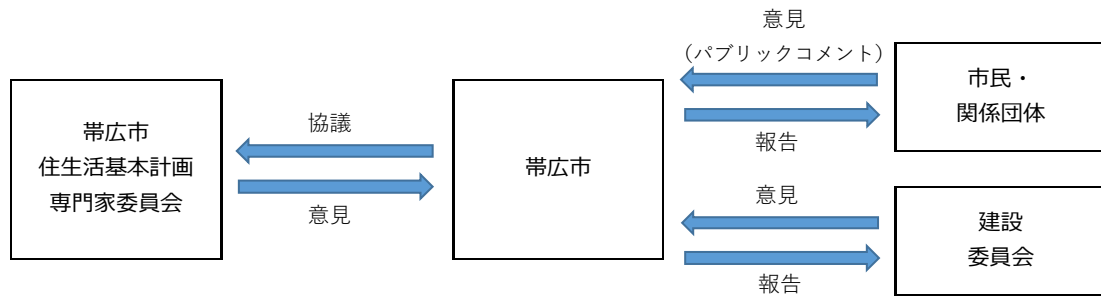 帯広市
住生活基本計画
専門家委員会
協議
意見
帯広市
意見
（パブリックコメント）
報告
市民・
関係団体
意見
報告
建設
委員会